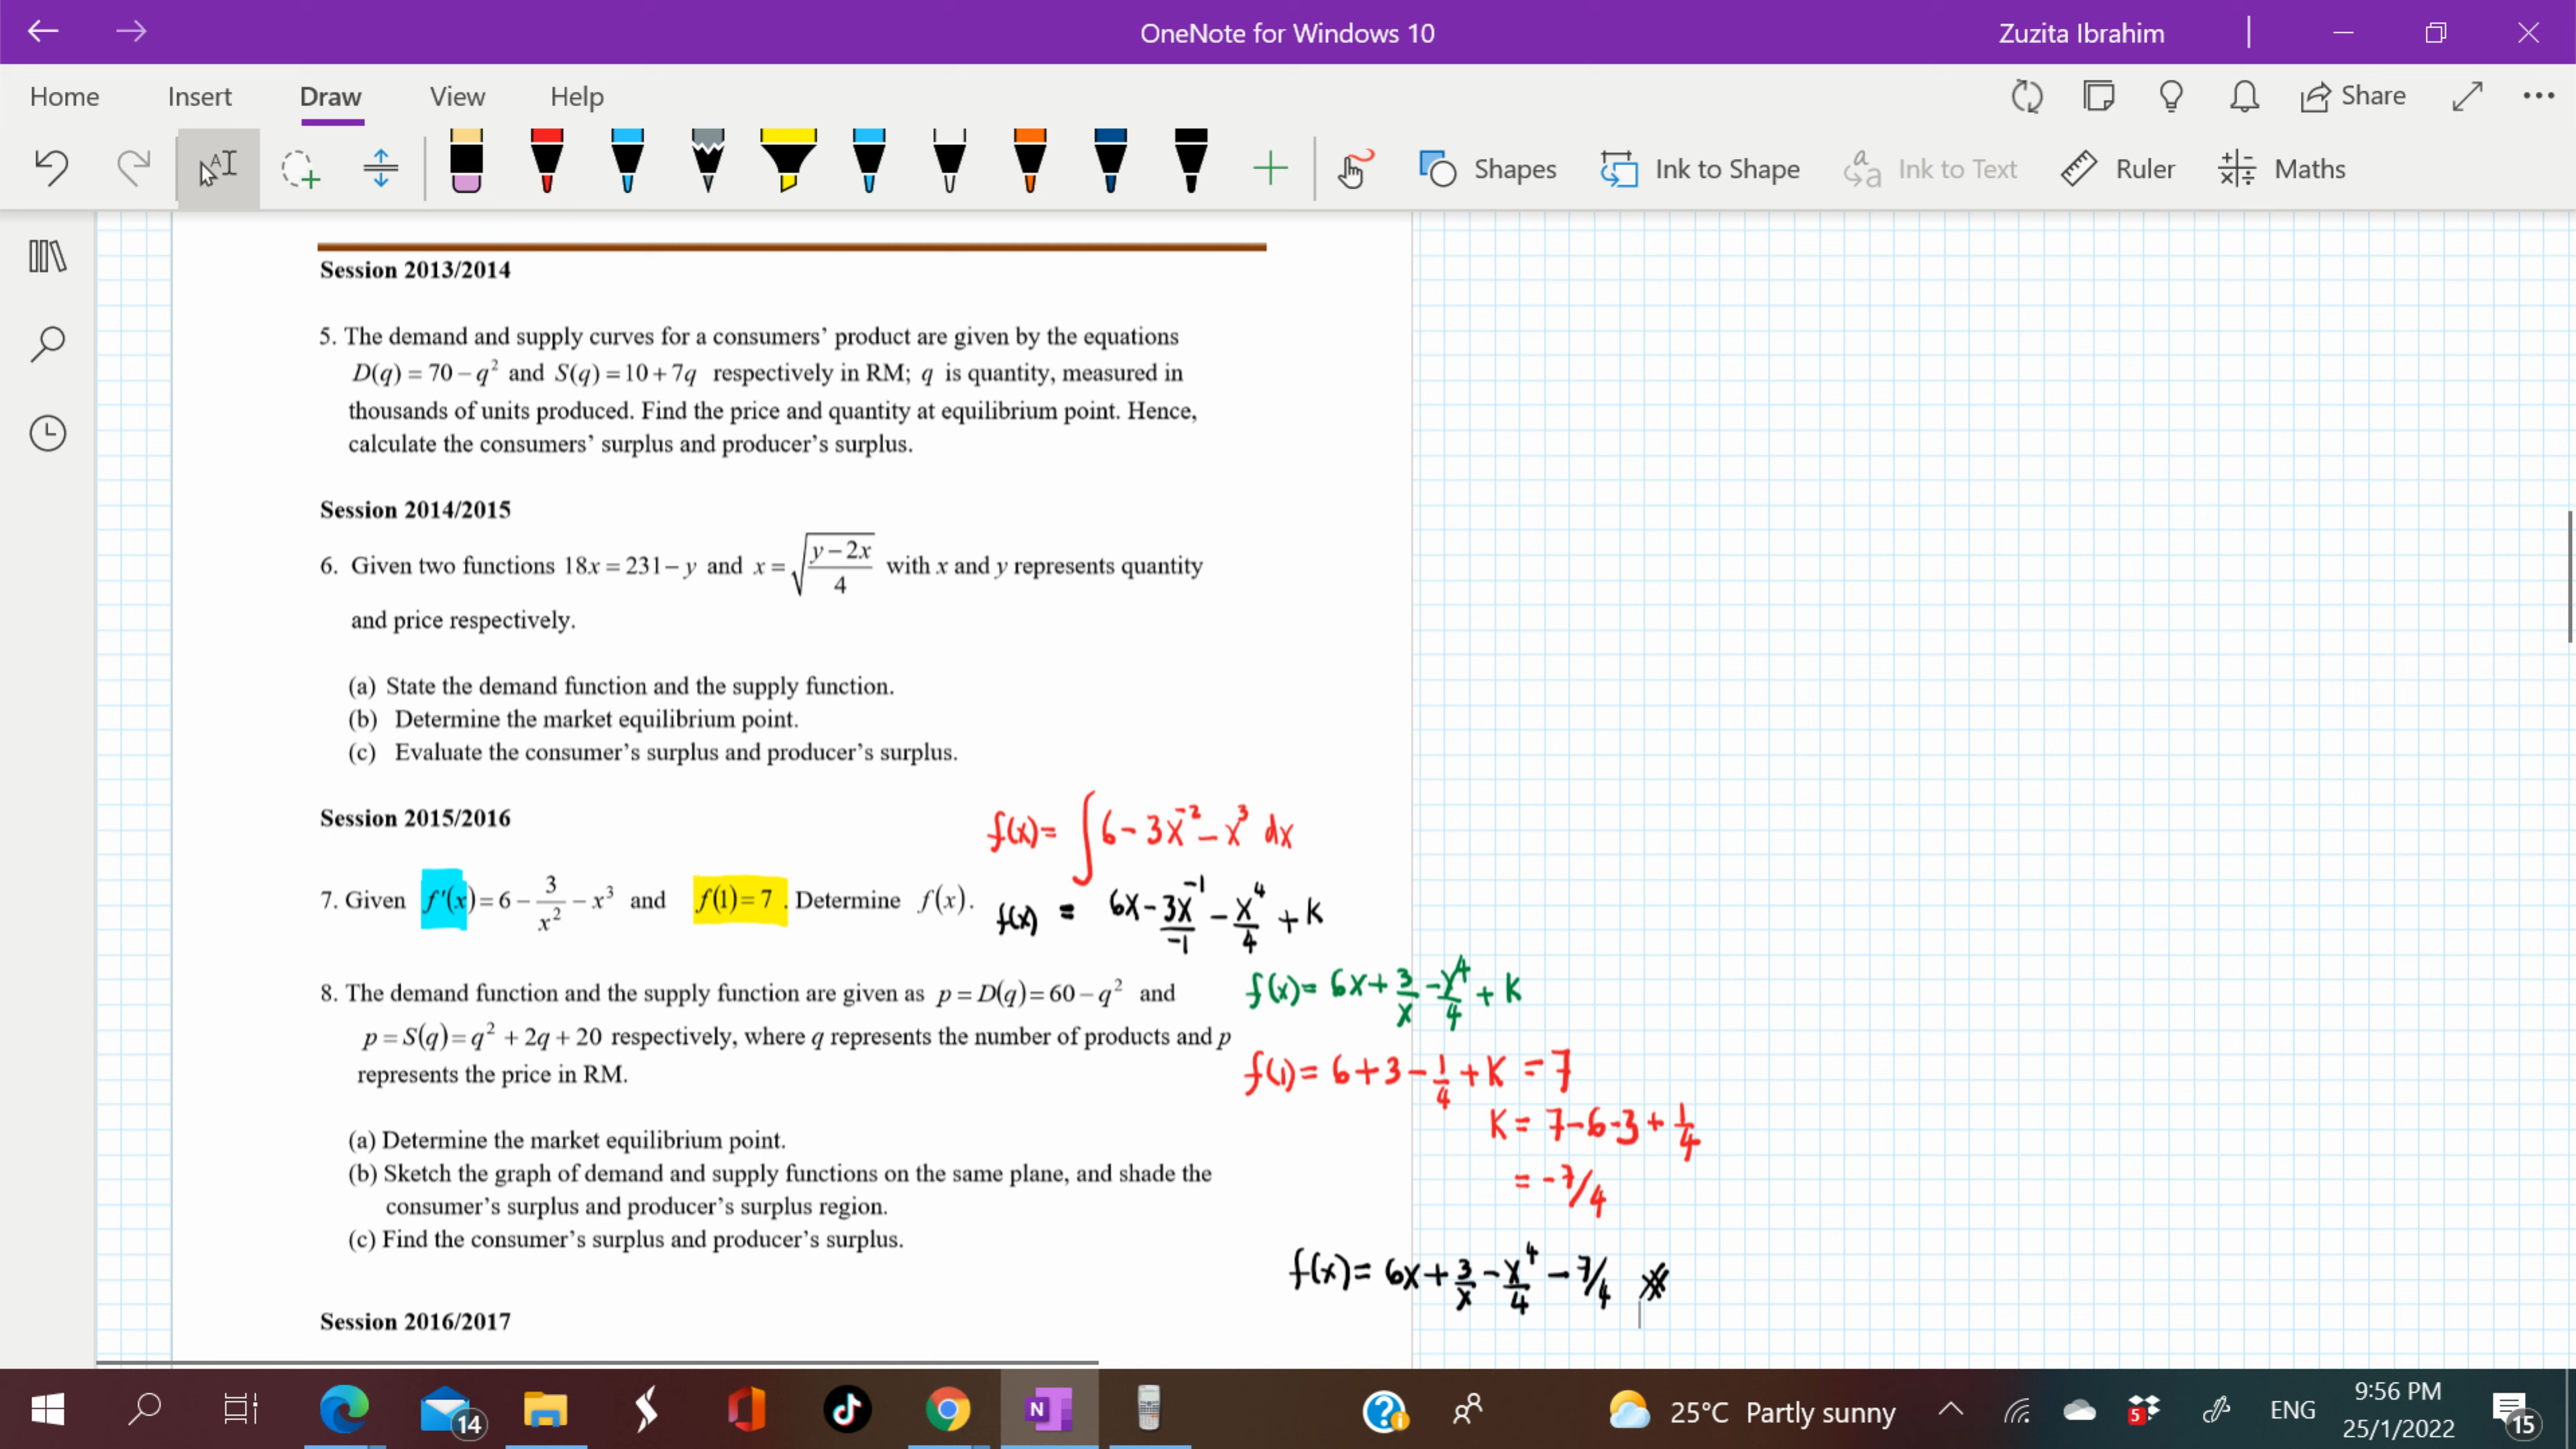 OneNote for Windows 10
Zuzita Ibrahim
Home Insert Draw View Help
Share
Shapes Ink to Shape Ink to Text Ruler Maths
Session 2013/2014
5. The demand and supply curves for a consumers' product are given by the equations
D(q) = 70 – q² and S(q) = 10 + 7q respectively in RM; q is quantity, measured in
thousands of units produced. Find the price and quantity at equilibrium point. Hence,
calculate the consumers' surplus and producer's surplus.
Session 2014/2015
6. Given two functions 18x = 231 – y and x = √((y – 2x)/4) with x and y represents quantity
and price respectively.
(a) State the demand function and the supply function.
(b) Determine the market equilibrium point.
(c) Evaluate the consumer's surplus and producer's surplus.
Session 2015/2016
7. Given f'(x) = 6 – 3/x² – x³ and f(1) = 7 . Determine f(x).
f(x) = ∫ 6 - 3x⁻² - x³ dx
f(x) = 6x - 3x⁻¹/-1 - x⁴/4 + K
f(x) = 6x + 3/x - x⁴/4 + K
f(1) = 6 + 3 - 1/4 + K = 7
K = 7 - 6 - 3 + 1/4
= - 7/4
f(x) = 6x + 3/x - x⁴/4 - 7/4
8. The demand function and the supply function are given as p = D(q) = 60 – q² and
p = S(q) = q² + 2q + 20 respectively, where q represents the number of products and p
represents the price in RM.
(a) Determine the market equilibrium point.
(b) Sketch the graph of demand and supply functions on the same plane, and shade the
consumer's surplus and producer's surplus region.
(c) Find the consumer's surplus and producer's surplus.
Session 2016/2017
14
N
25°C Partly sunny
5
ENG
9:56 PM
25/1/2022
15